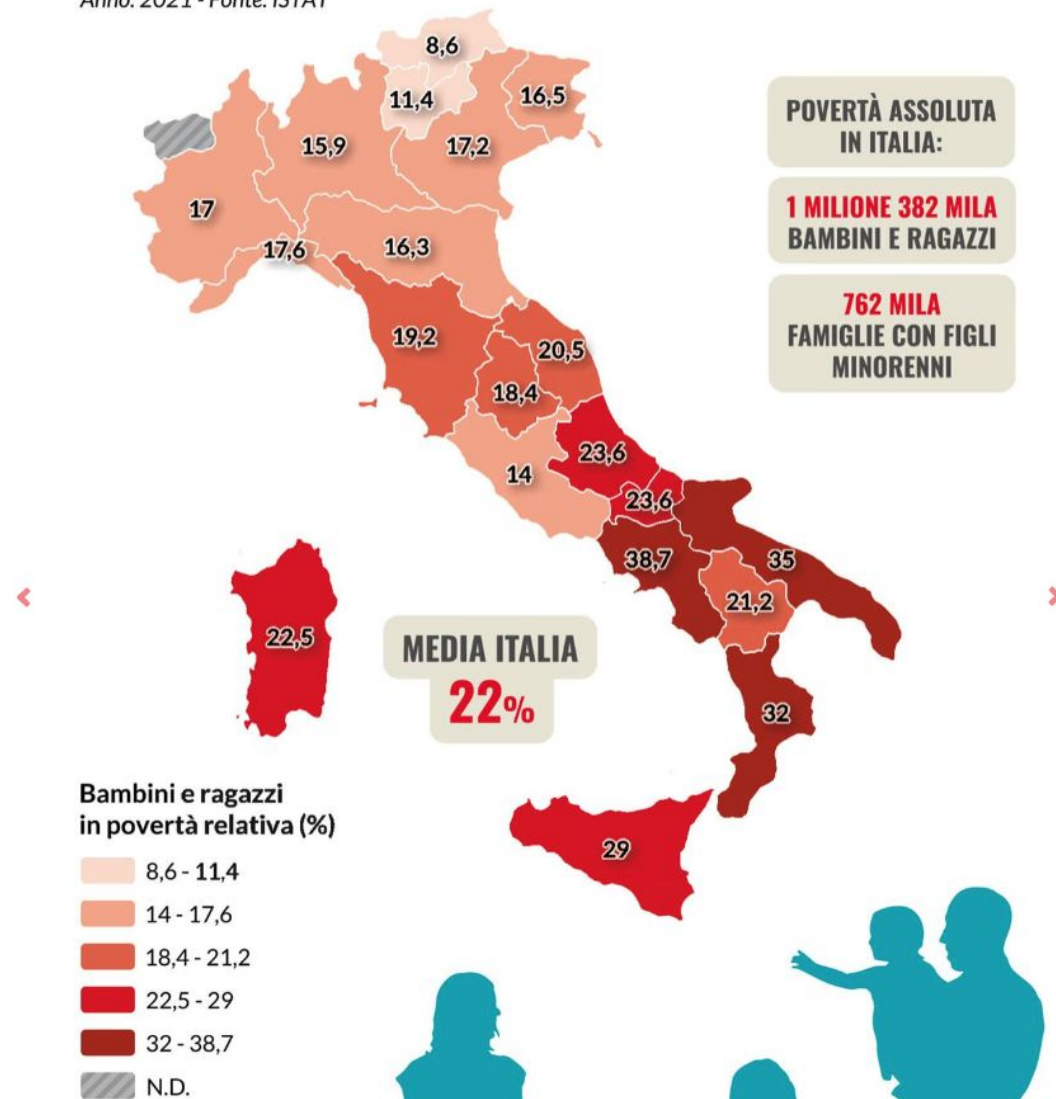 Anno: 2021 - Fonte: ISTAT
8,6
11,4
16,5
15,9
17,2
17
17,6
16,3
19,2
20,5
18,4
23,6
14
23,6
38,7
35
21,2
22,5
32
29
POVERTÀ ASSOLUTA
IN ITALIA:
1 MILIONE 382 MILA
BAMBINI E RAGAZZI
762 MILA
FAMIGLIE CON FIGLI
MINORENNI
MEDIA ITALIA
22%
Bambini e ragazzi
in povertà relativa (%)
8,6 - 11,4
14 - 17,6
18,4 - 21,2
22,5 - 29
32 - 38,7
N.D.